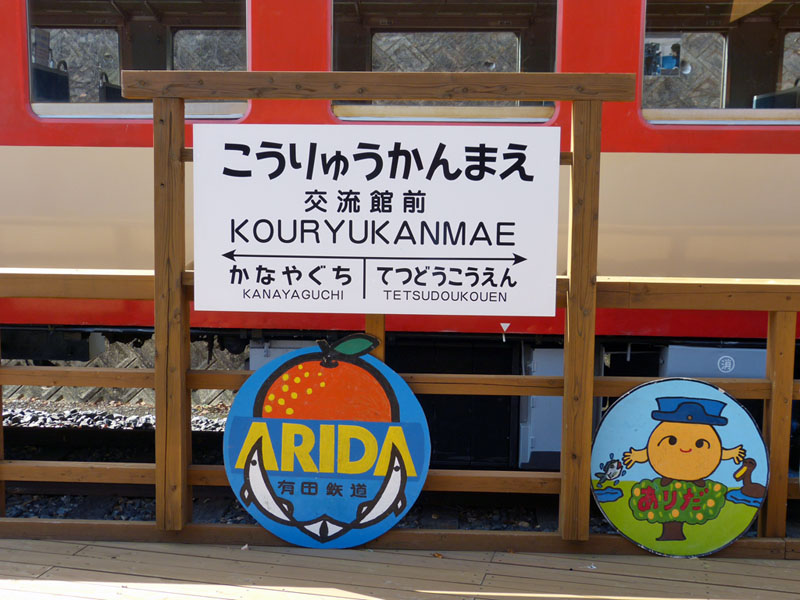 こうりゅうかんまえ
交流館前
KOURYUKANMAE
かなやぐち てつどうこうえん
KANAYAGUCHI TETSUDOUKOUEN
ARIDA
有田鉄道
ありだ